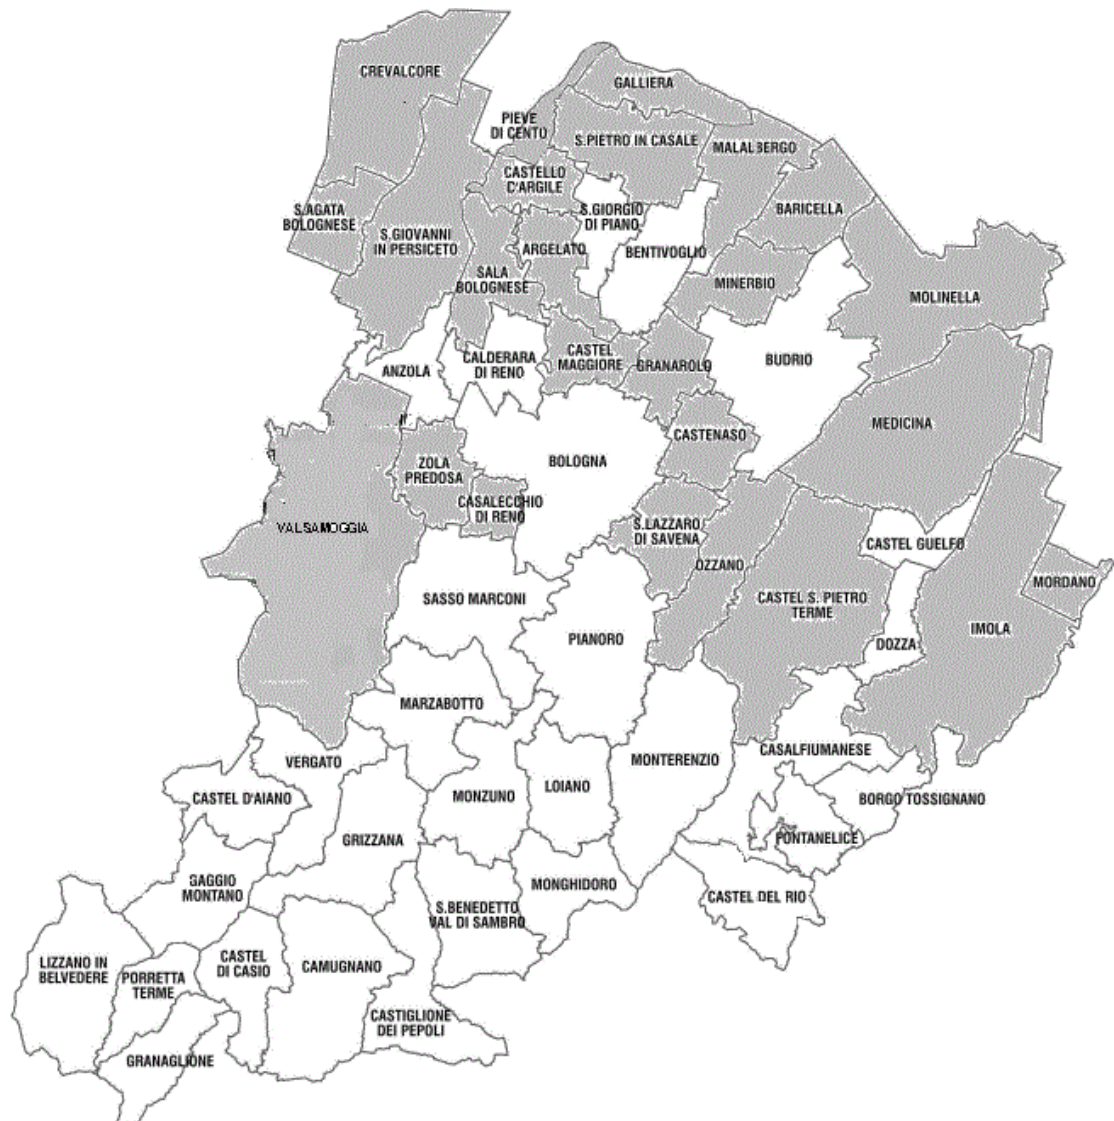 CREVALCORE
GALLIERA
PIEVE
DI CENTO
S.PIETRO IN CASALE
MALALBERGO
CASTELLO
C'ARGILE
S.AGATA
BOLOGNESE
S.GIOVANNI
IN PERSICETO
S.GIORGIO
DI PIANO
BARICELLA
ARGELATO
BENTIVOGLIO
SALA
BOLOGNESE
MINERBIO
MOLINELLA
ANZOLA
CALDERARA
DI RENO
CASTEL
MAGGIORE
GRANAROLO
BUDRIO
MEDICINA
CASTENASO
ZOLA
PREDOSA
BOLOGNA
CASALECCHIO
DI RENO
VALSAMOGGIA
S.LAZZARO
DI SAVENA
OZZANO
CASTEL GUELFO
MORDANO
SASSO MARCONI
CASTEL S. PIETRO
TERME
IMOLA
PIANORO
DOZZA
MARZABOTTO
VERGATO
MONTERENZIO
CASALFIUMANESE
CASTEL D'AIANO
MONZUNO
LOIANO
BORGO TOSSIGNANO
GRIZZANA
FONTANELICE
GAGGIO
MONTANO
MONGHIDORO
CASTEL DEL RIO
S.BENEDETTO
VAL DI SAMBRO
LIZZANO IN
BELVEDERE
PORRETTA
TERME
CASTEL
DI CASIO
CAMUGNANO
CASTIGLIONE
DEI PEPOLI
GRANAGLIONE